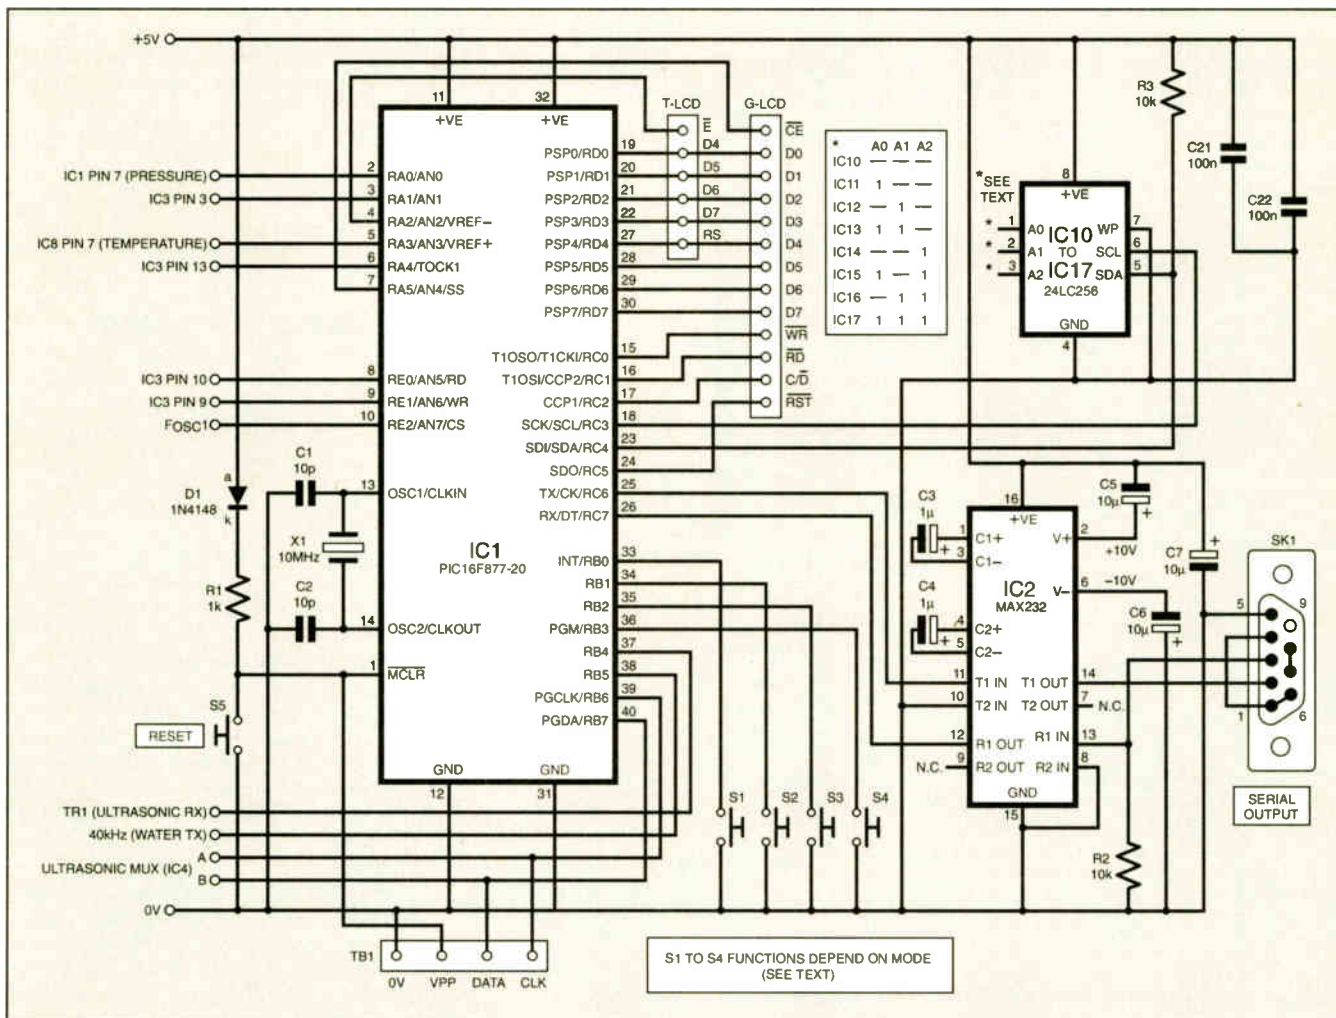 +5V
11
+VE
32
+VE
IC1 PIN 7 (PRESSURE)
IC3 PIN 3
IC8 PIN 7 (TEMPERATURE)
IC3 PIN 13
IC3 PIN 10
IC3 PIN 9
FOSC1
2
3
4
5
6
7
8
9
10
13
14
1
RA0/AN0
RA1/AN1
RA2/AN2/VREF−
RA3/AN3/VREF+
RA4/TOCK1
RA5/AN4/SS
RE0/AN5/RD
RE1/AN6/WR
RE2/AN7/CS
OSC1/CLKIN
OSC2/CLKOUT
MCLR
IC1
PIC16F877-20
GND
12
GND
31
PSP0/RD0
PSP1/RD1
PSP2/RD2
PSP3/RD3
PSP4/RD4
PSP5/RD5
PSP6/RD6
PSP7/RD7
T1OSO/T1CKI/RC0
T1OSI/CCP2/RC1
CCP1/RC2
SCK/SCL/RC3
SDI/SDA/RC4
SDO/RC5
TX/CK/RC6
RX/DT/RC7
INT/RB0
RB1
RB2
PGM/RB3
RB4
RB5
PGCLK/RB6
PGDA/RB7
19
20
21
22
27
28
29
30
15
16
17
18
23
24
25
26
33
34
35
36
37
38
39
40
C1
10p
X1
10MHz
C2
10p
a
D1
1N4148
k
R1
1k
S5
RESET
TR1 (ULTRASONIC RX)
40kHz (WATER TX)
A
ULTRASONIC MUX (IC4)
B
0V
TB1
0V VPP DATA CLK
T-LCD
E
D4
D5
D6
D7
RS
G-LCD
CE
D0
D1
D2
D3
D4
D5
D6
D7
WR
RD
C/D
RST
* A0 A1 A2
IC10 — — —
IC11 1 — —
IC12 — 1 —
IC13 1 1 —
IC14 — — 1
IC15 1 — 1
IC16 — 1 1
IC17 1 1 1
*SEE
TEXT
8
+VE
* 1 A0 WP 7
* 2 A1 SCL 6
* 3 A2 SDA 5
IC10
TO
IC17
24LC256
GND
4
R3
10k
C21
100n
C22
100n
16
+VE
C3
1µ
+
C4
1µ
+
1 C1+
3 C1−
4 C2+
5 C2−
11 T1 IN
10 T2 IN
12 R1 OUT
N.C. 9 R2 OUT
IC2
MAX232
V+ 2
+10V
V− 6
−10V
T1 OUT 14
T2 OUT 7 N.C.
R1 IN 13
R2 IN 8
GND
15
C5
10µ
+
C6
10µ
+
C7
10µ
+
R2
10k
SK1
5
9
1
6
SERIAL
OUTPUT
S1
S2
S3
S4
S1 TO S4 FUNCTIONS DEPEND ON MODE
(SEE TEXT)